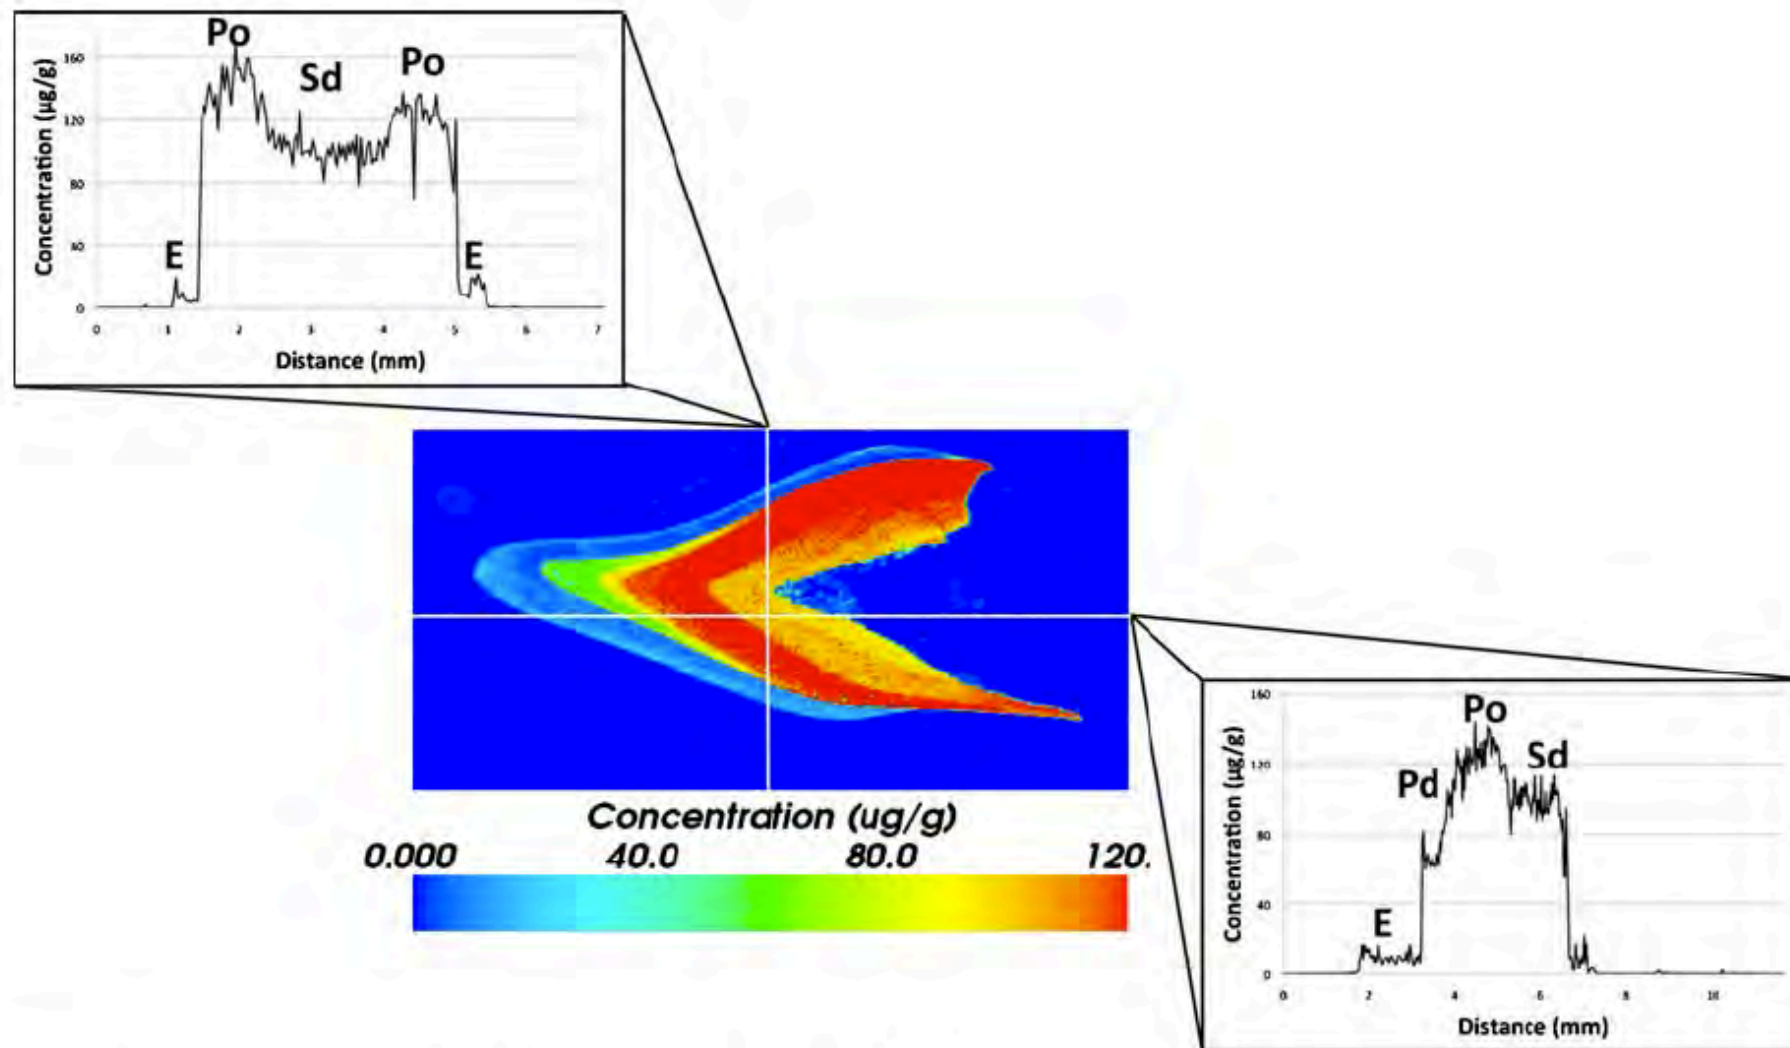 Po
Sd
Po
E
E
Concentration (µg/g)
160
120
80
40
0
0 1 2 3 4 5 6 7
Distance (mm)
Concentration (ug/g)
0.000 40.0 80.0 120.
Po
Sd
Pd
E
Concentration (µg/g)
160
120
80
40
0
0 2 4 6 8 10
Distance (mm)